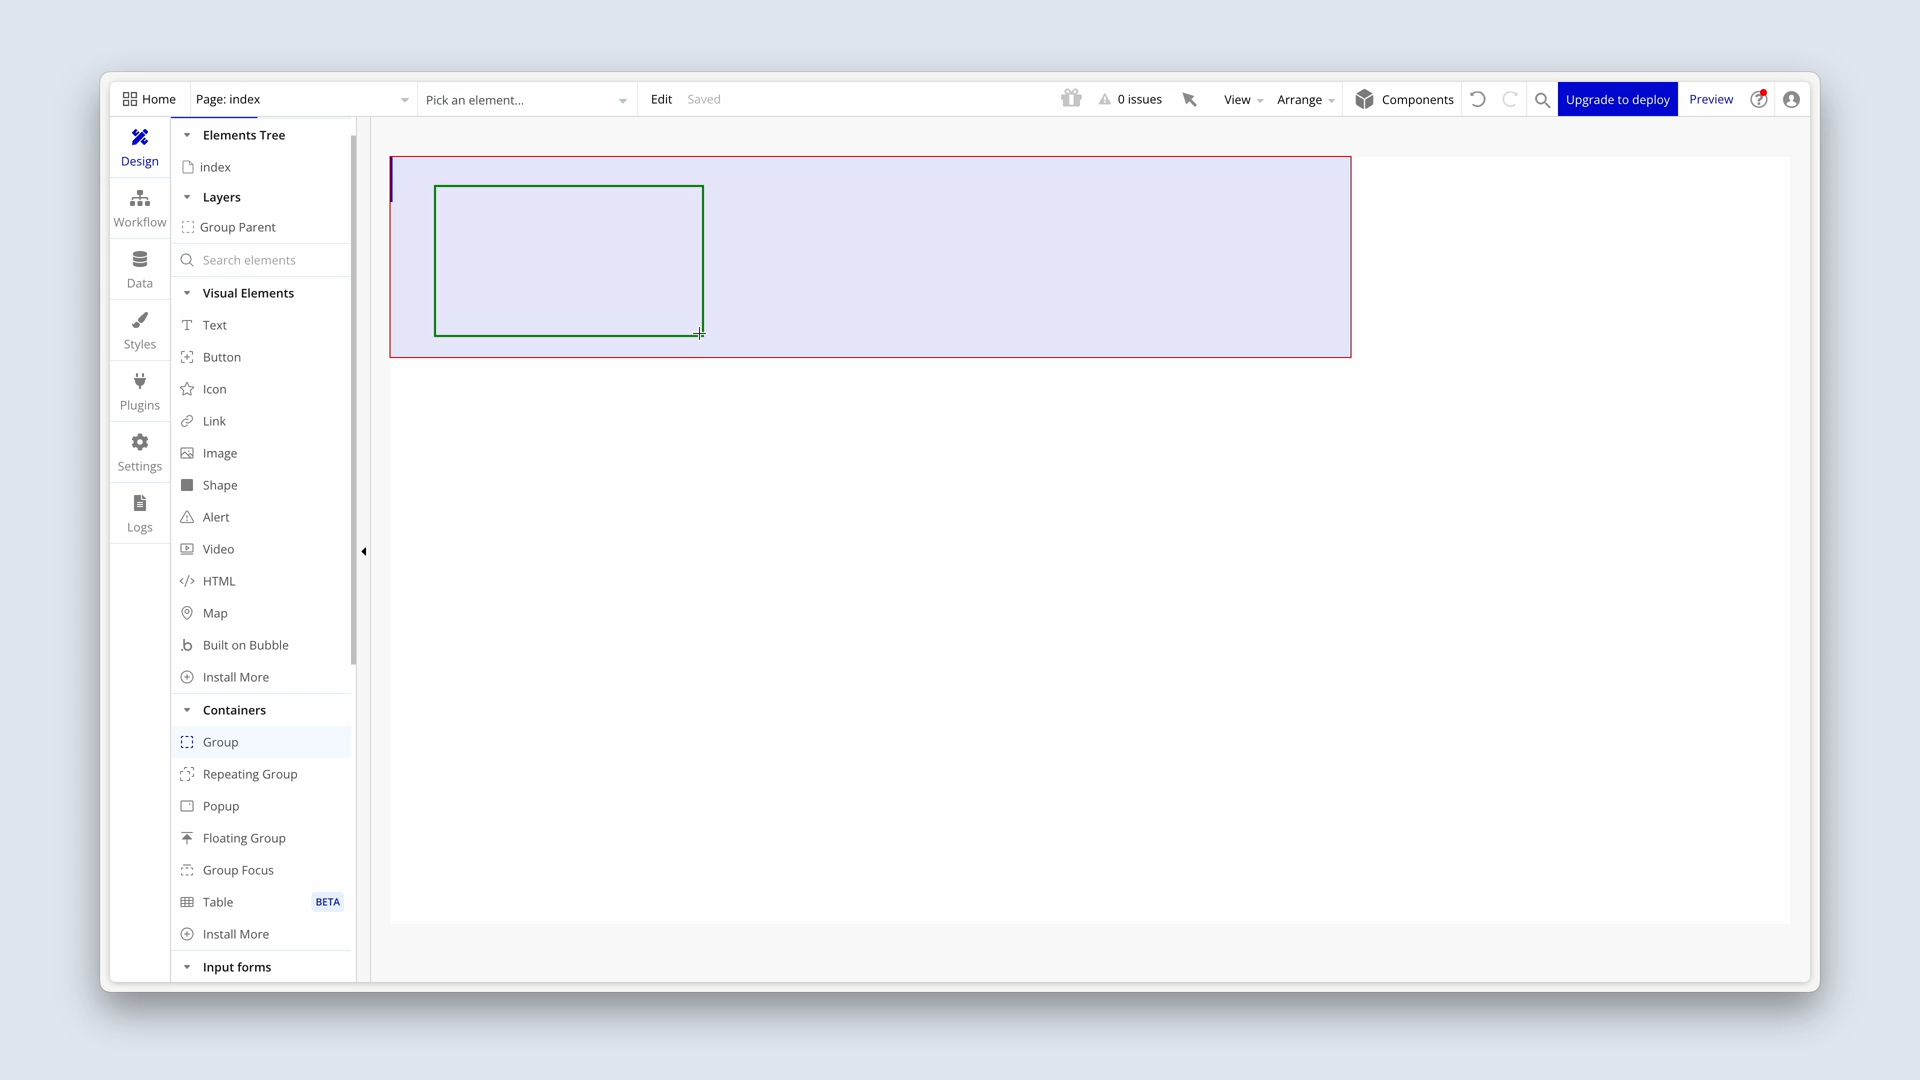 Home
Page: index
Pick an element...
Edit
Saved
0 issues
View
Arrange
Components
Upgrade to deploy
Preview
Design
Workflow
Data
Styles
Plugins
Settings
Logs
Elements Tree
index
Layers
Group Parent
Search elements
Visual Elements
Text
Button
Icon
Link
Image
Shape
Alert
Video
HTML
Map
Built on Bubble
Install More
Containers
Group
Repeating Group
Popup
Floating Group
Group Focus
Table BETA
Install More
Input forms